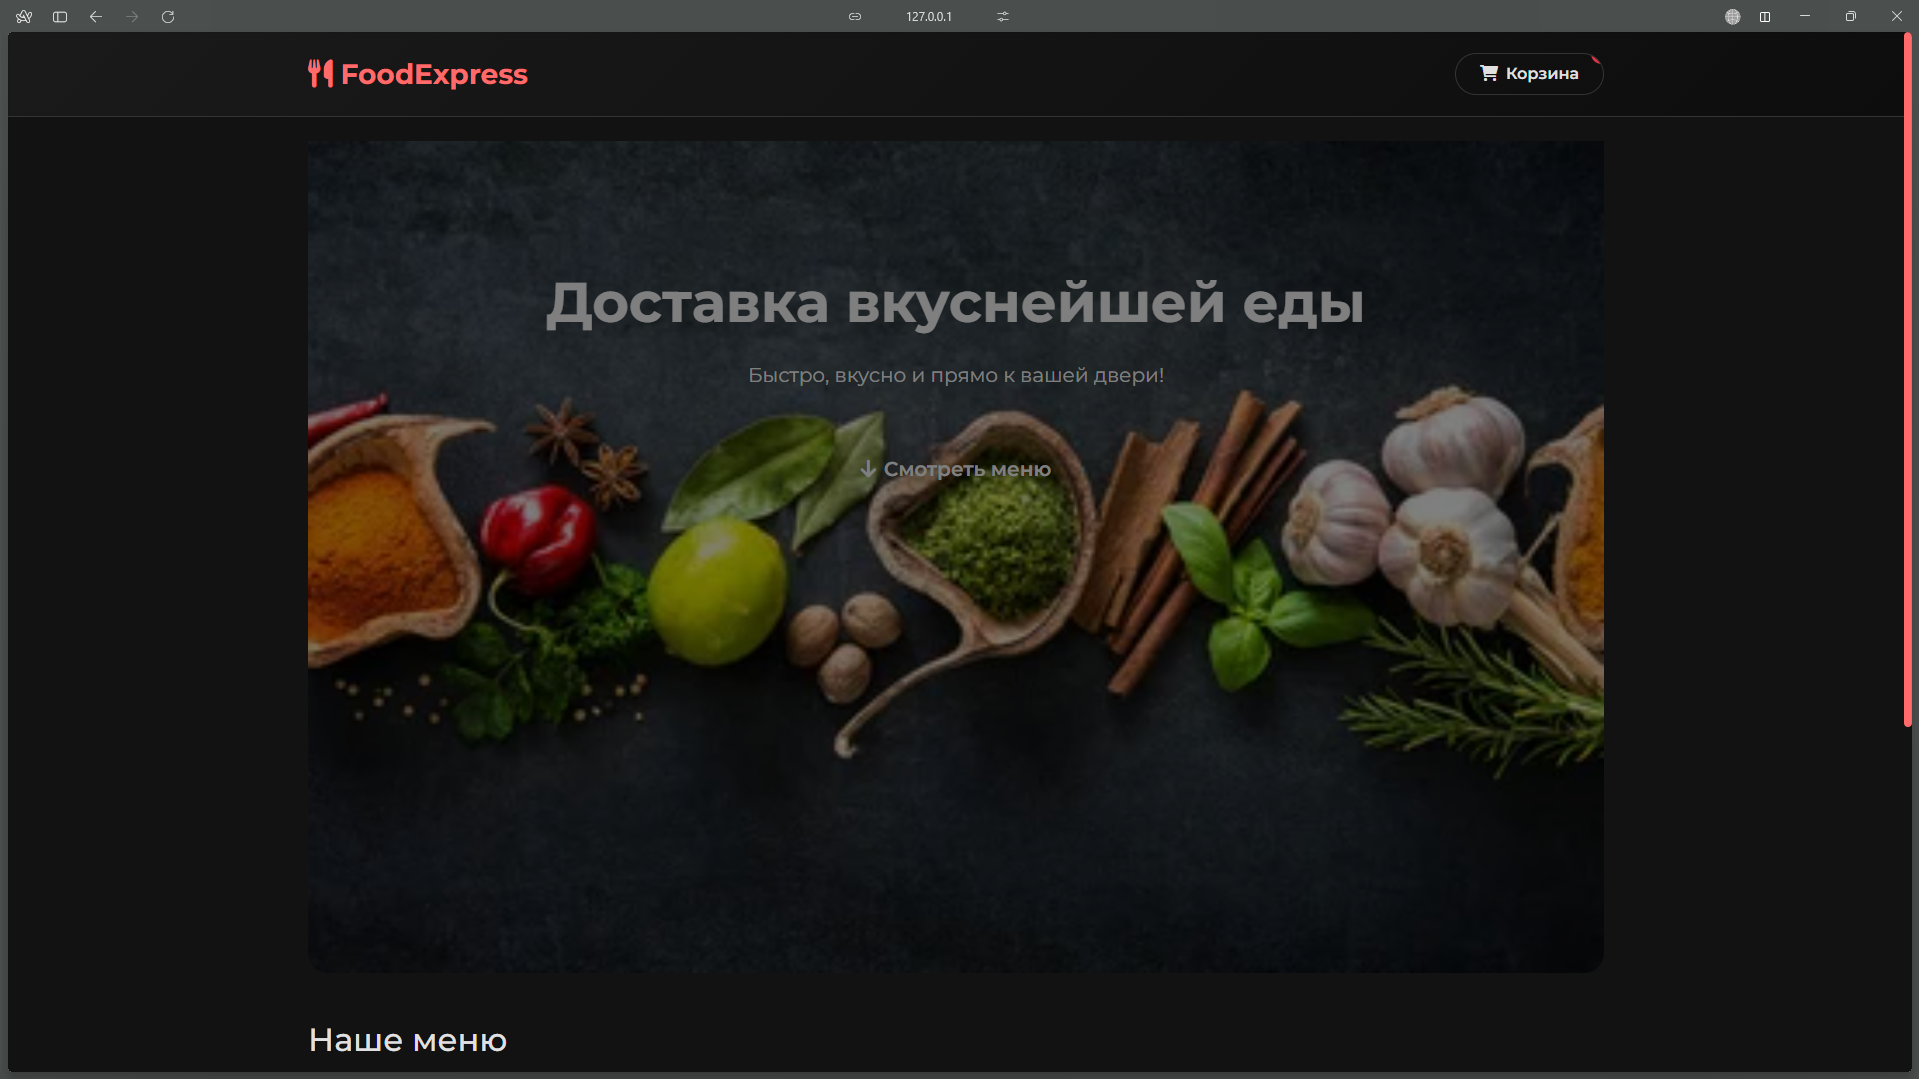 127.0.0.1
FoodExpress
Корзина
Доставка вкуснейшей еды
Быстро, вкусно и прямо к вашей двери!
Смотреть меню
Наше меню